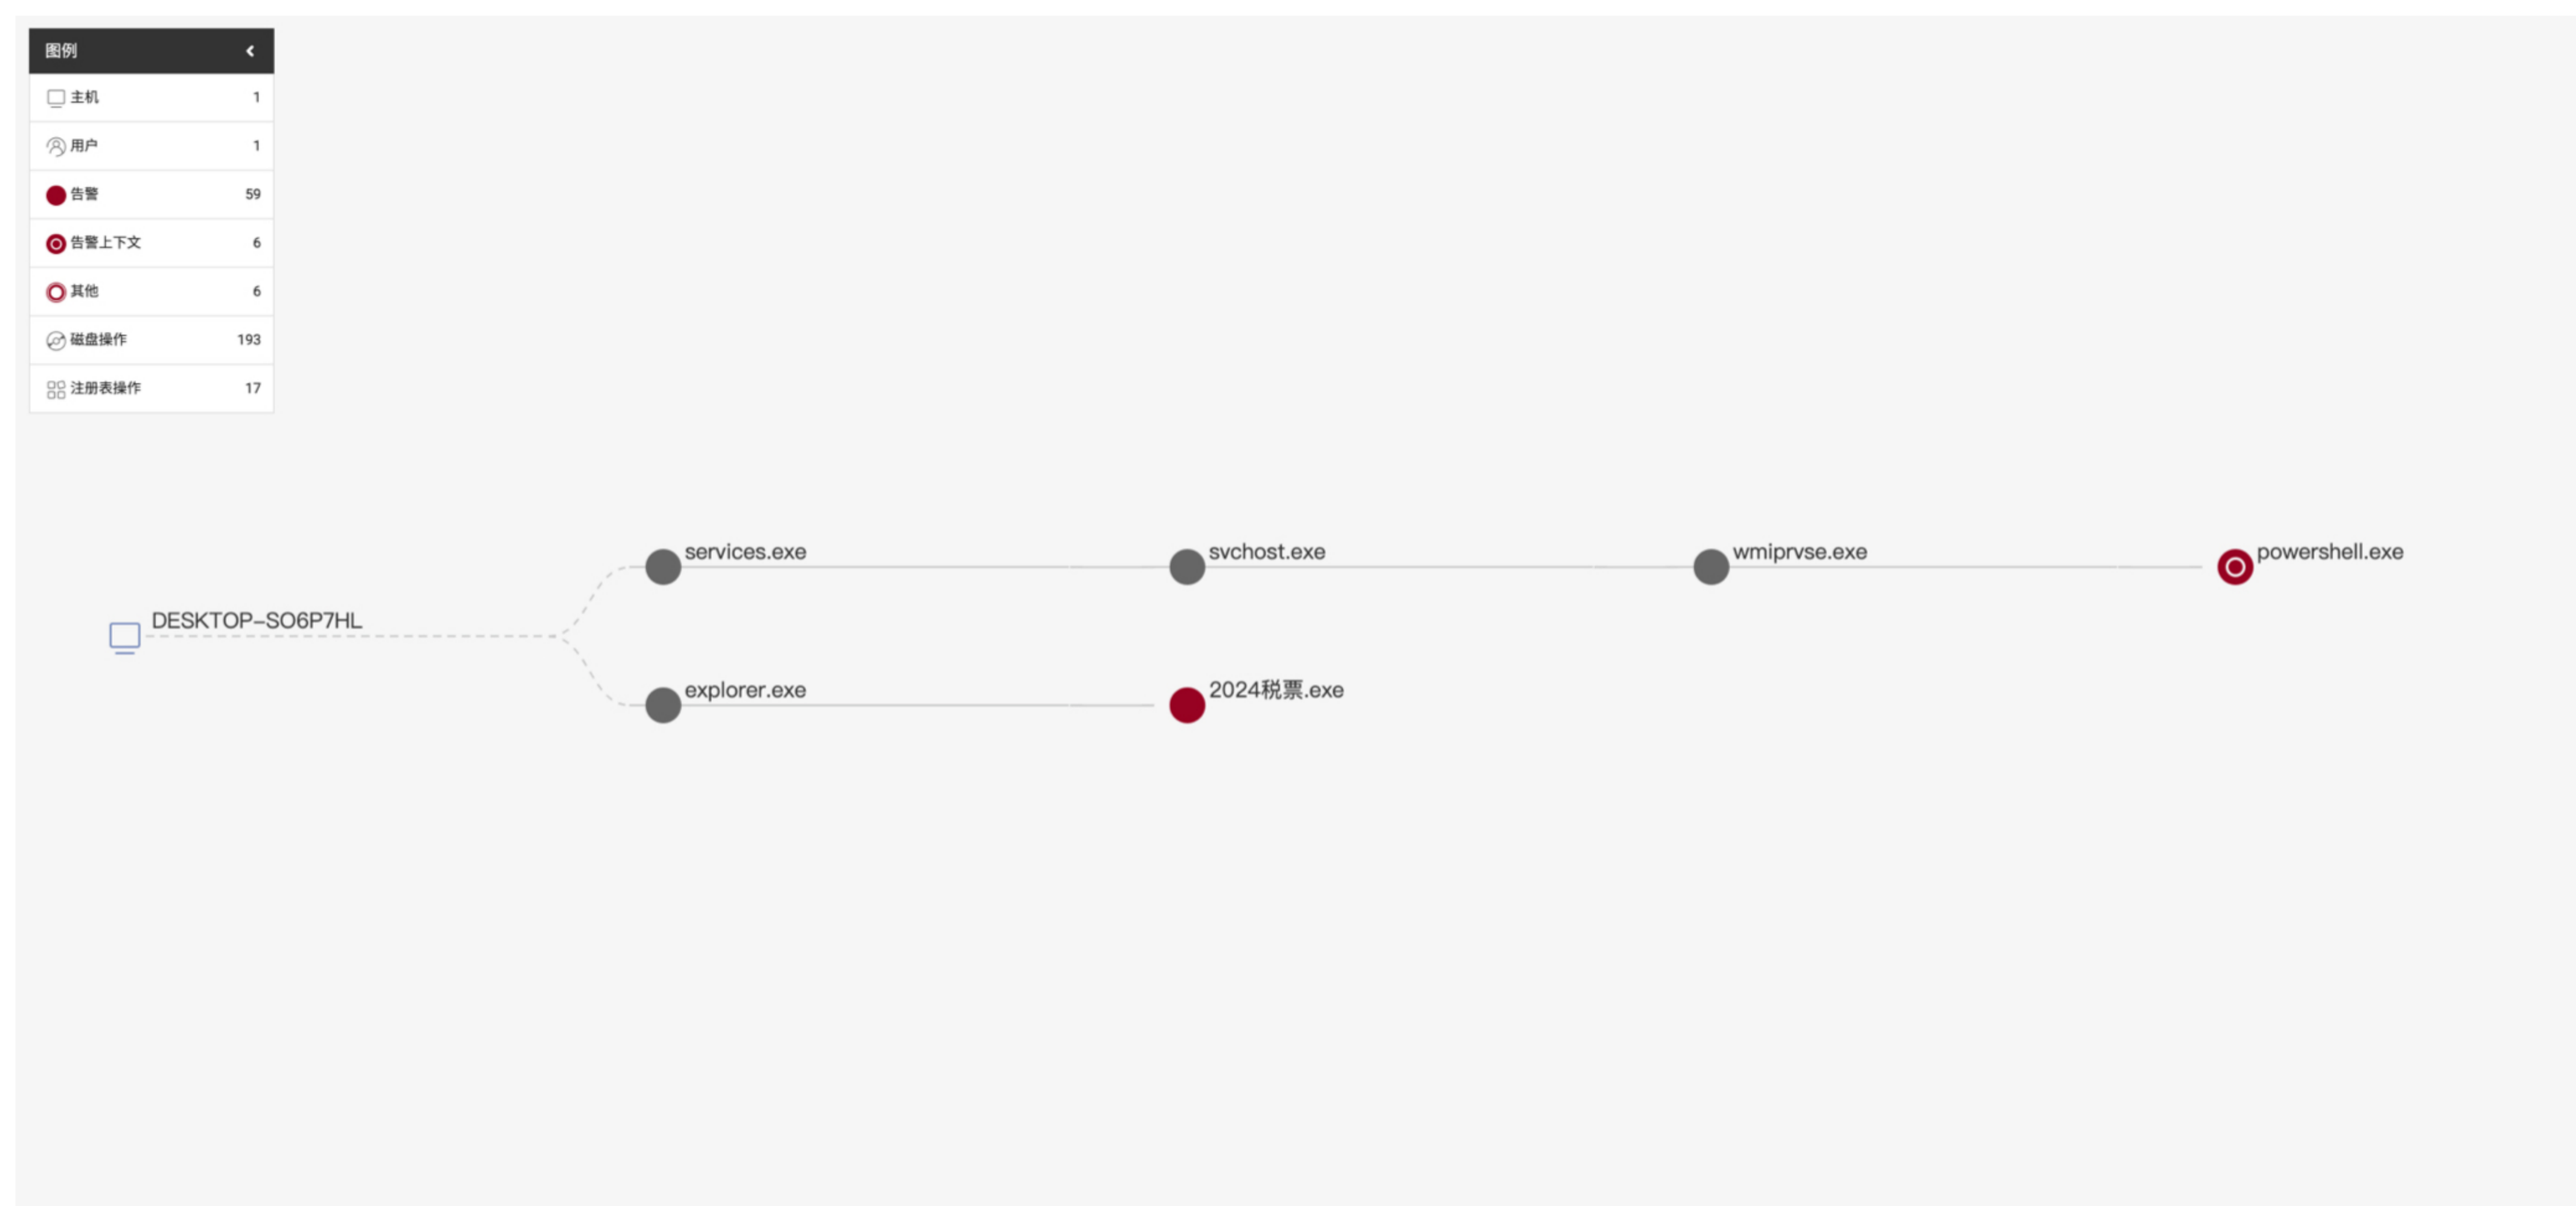 图例
主机 1
用户 1
告警 59
告警上下文 6
其他 6
磁盘操作 193
注册表操作 17
services.exe svchost.exe wmiprvse.exe powershell.exe
DESKTOP-SO6P7HL
explorer.exe 2024税票.exe